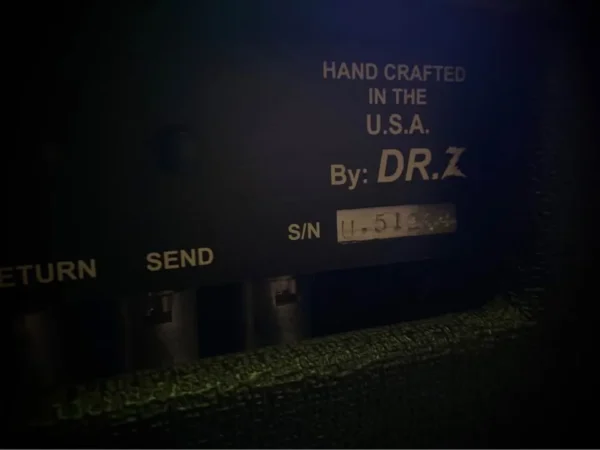 HAND CRAFTED
IN THE
U.S.A.
By: DR.Z
S/N
ETURN SEND